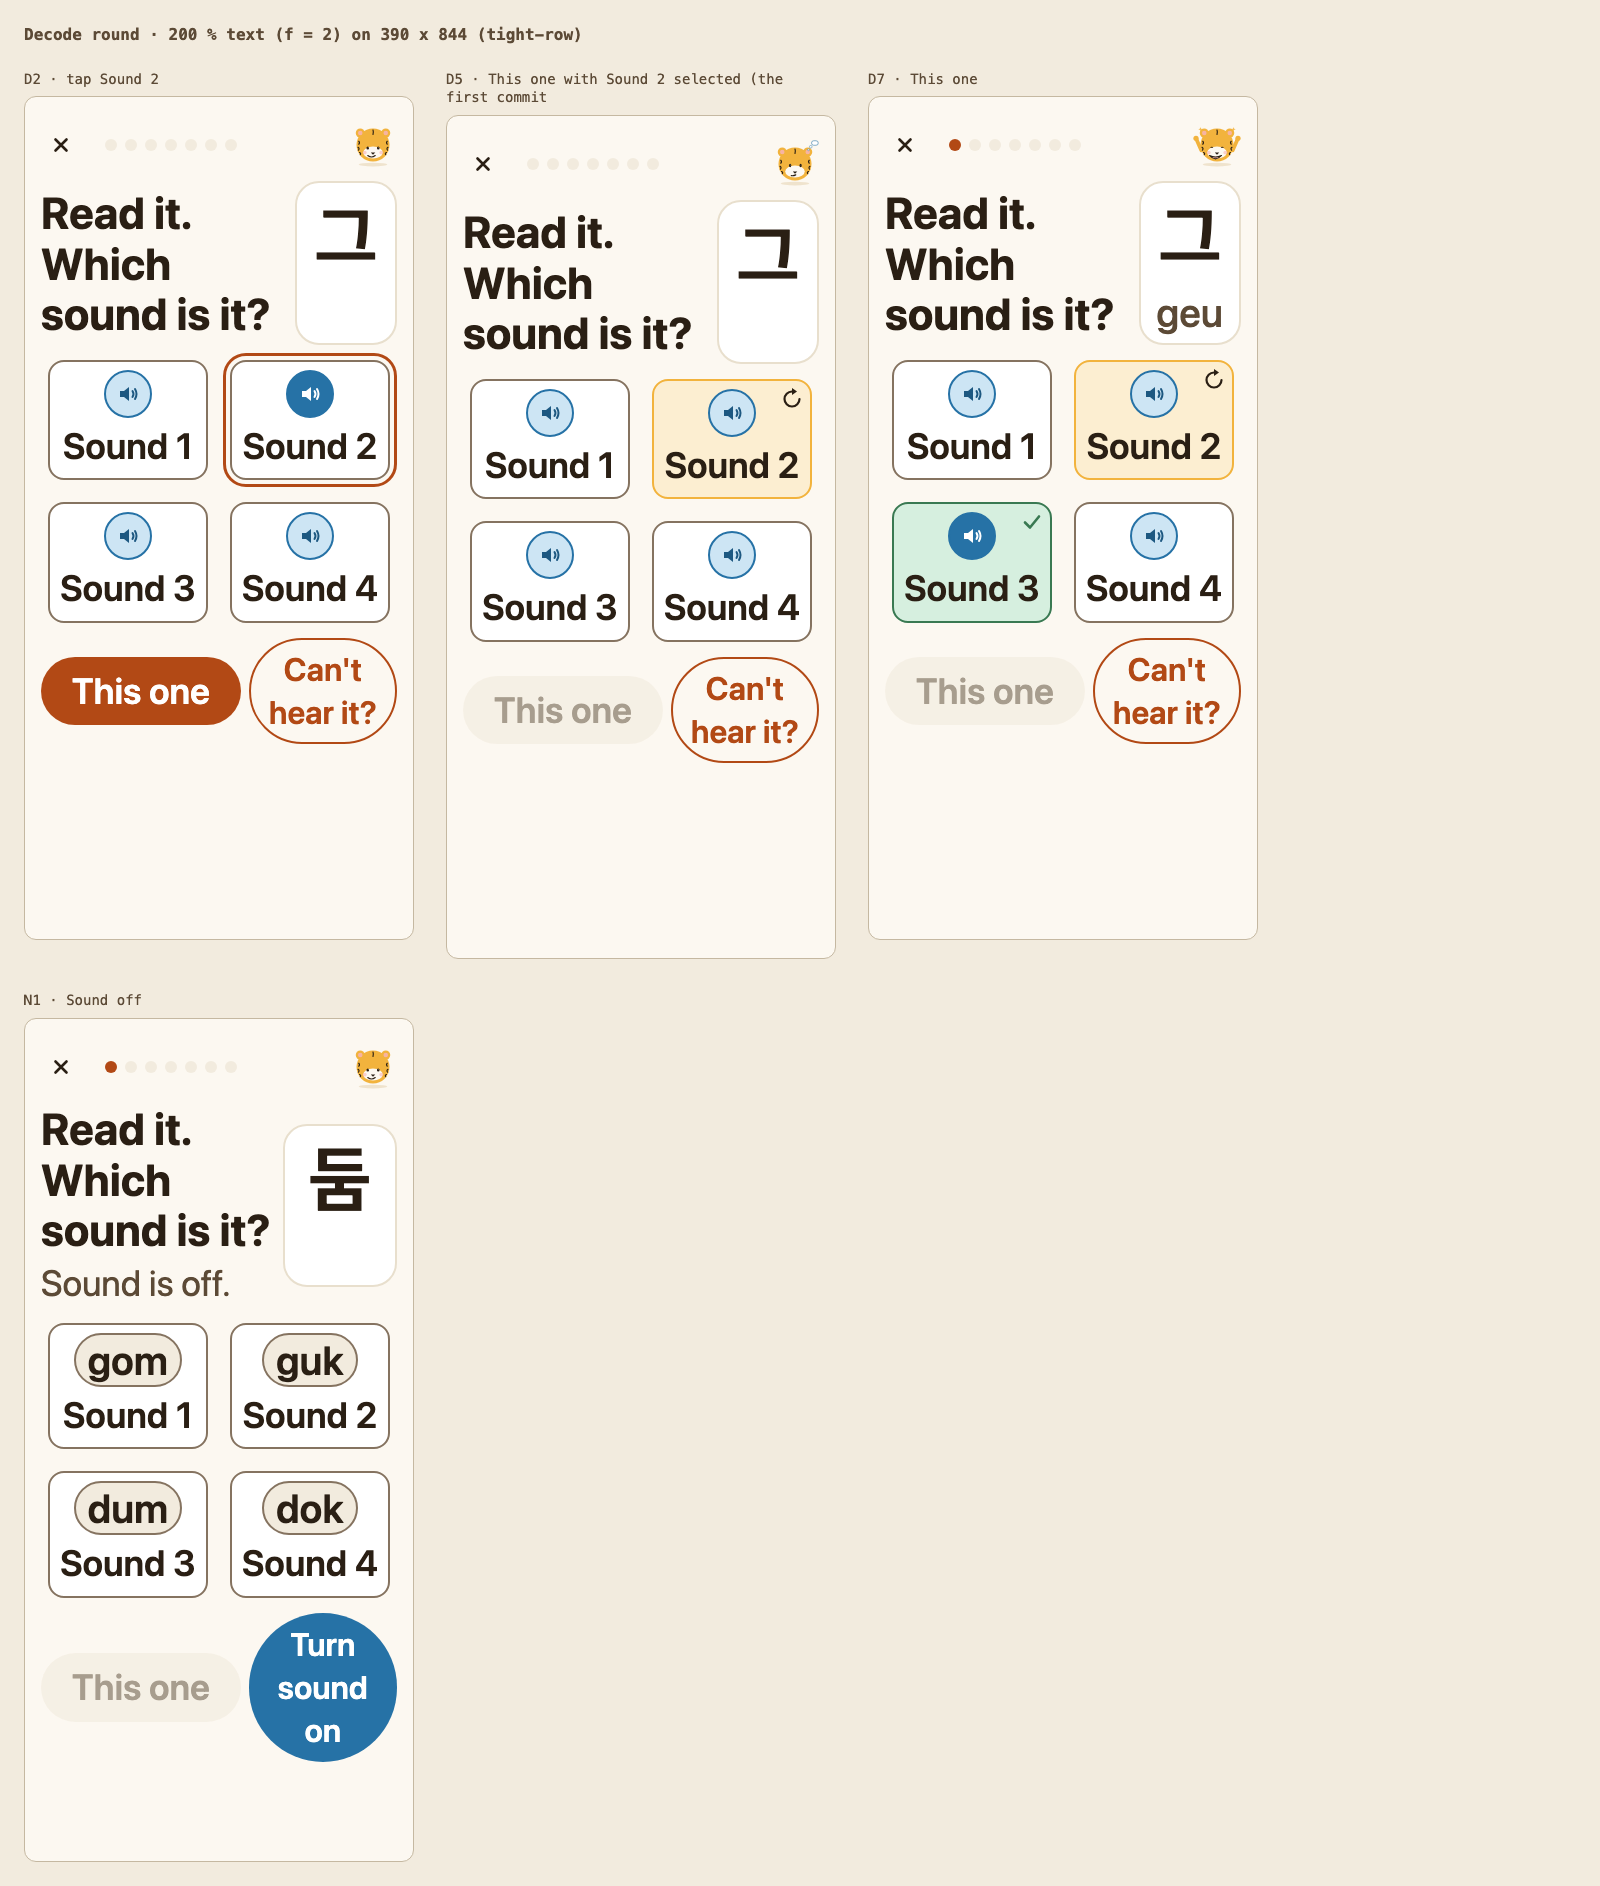 Decode round · 200 % text (f = 2) on 390 x 844 (tight-row)
D2 · tap Sound 2
Read it.
Which
sound is it?
그
Sound 1
Sound 2
Sound 3
Sound 4
This one
Can't
hear it?
D5 · This one with Sound 2 selected (the
first commit
Read it.
Which
sound is it?
그
Sound 1
Sound 2
Sound 3
Sound 4
This one
Can't
hear it?
D7 · This one
Read it.
Which
sound is it?
그
geu
Sound 1
Sound 2
Sound 3
Sound 4
This one
Can't
hear it?
N1 · Sound off
Read it.
Which
sound is it?
Sound is off.
둠
gom
Sound 1
guk
Sound 2
dum
Sound 3
dok
Sound 4
This one
Turn
sound
on